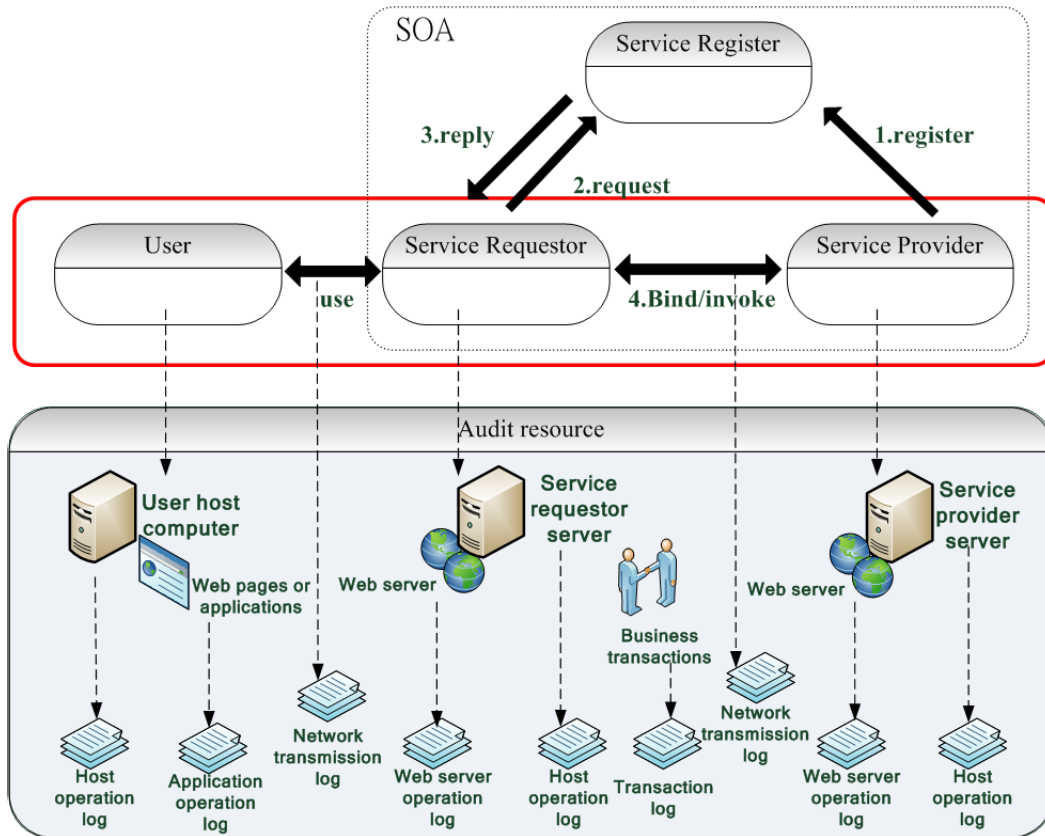 SOA
Service Register
3.reply
1.register
2.request
User
Service Requestor
Service Provider
use
4.Bind/invoke
Audit resource
User host
computer
Web pages or
applications
Service
requestor
server
Web server
Business
transactions
Service
provider
server
Web server
Host
operation
log
Application
operation
log
Network
transmission
log
Web server
operation
log
Host
operation
log
Transaction
log
Network
transmission
log
Web server
operation
log
Host
operation
log